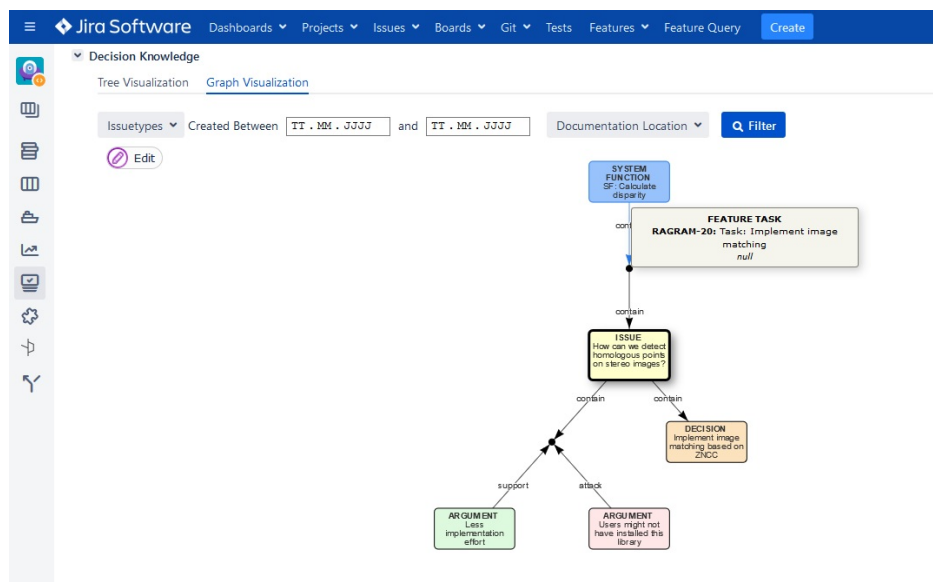 Jira Software Dashboards Projects Issues Boards Git Tests Features Feature Query Create
Decision Knowledge
Tree Visualization Graph Visualization
Issuetypes Created Between TT.MM.JJJJ and TT.MM.JJJJ Documentation Location Filter
Edit
SYSTEM
FUNCTION
SF: Calculate
disparity
cont
FEATURE TASK
RAGRAM-20: Task: Implement image
matching
null
contain
ISSUE
How can we detect
homologous points
on stereo images?
contain contain
DECISION
Implement image
matching based on
ZNCC
support attack
ARGUMENT
Less
implementation
effort
ARGUMENT
Users might not
have installed this
library